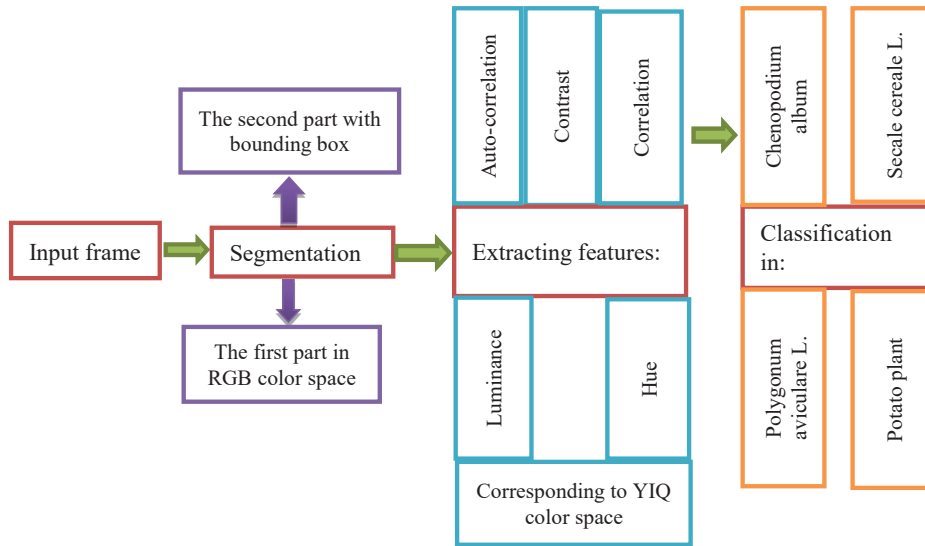 Auto-correlation
Contrast
Correlation
Chenopodium
album
Secale cereale L.
The second part with
bounding box
Input frame
Segmentation
Extracting features:
Classification
in:
The first part in
RGB color space
Luminance
Hue
Polygonum
aviculare L.
Potato plant
Corresponding to YIQ
color space